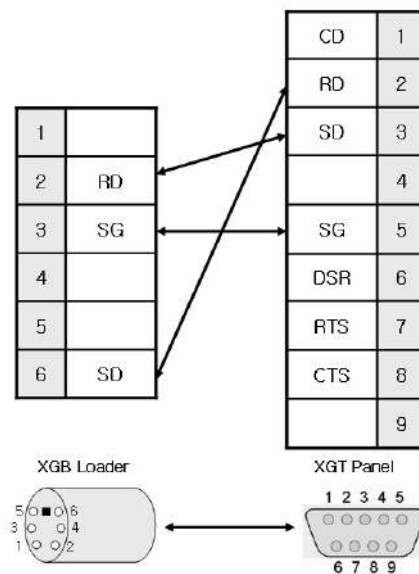 CD 1
RD 2
SD 3
4
SG 5
DSR 6
RTS 7
CTS 8
9
1
2 RD
3 SG
4
5
6 SD
XGB Loader
5 6
3 4
1 2
XGT Panel
1 2 3 4 5
6 7 8 9